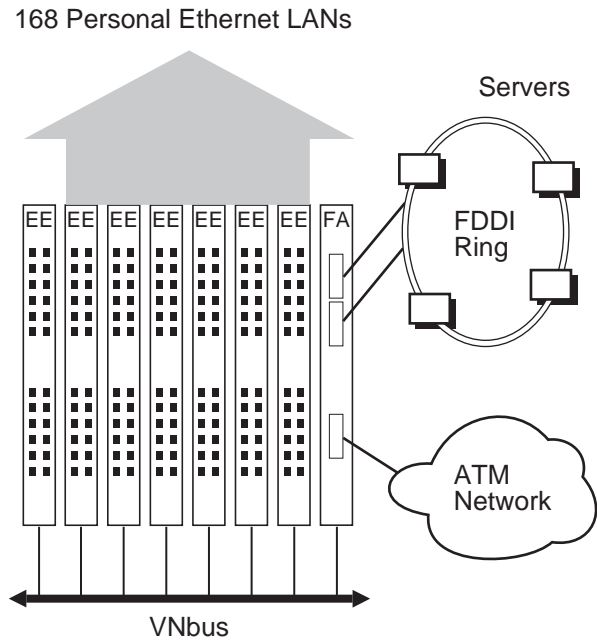 168 Personal Ethernet LANs
Servers
EE EE EE EE EE EE EE FA
FDDI
Ring
ATM
Network
VNbus